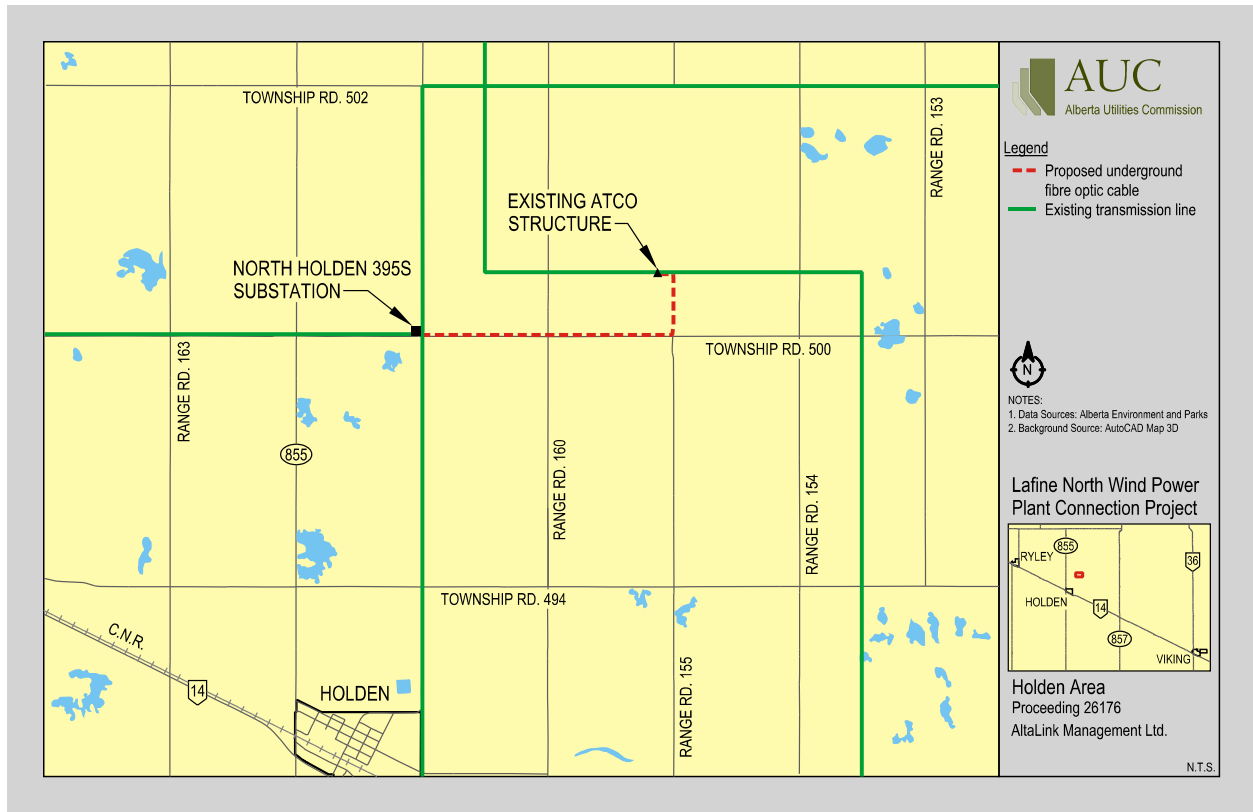 TOWNSHIP RD. 502
RANGE RD. 153
EXISTING ATCO
STRUCTURE
NORTH HOLDEN 395S
SUBSTATION
TOWNSHIP RD. 500
RANGE RD. 163
855
RANGE RD. 160
RANGE RD. 154
TOWNSHIP RD. 494
C.N.R.
14
HOLDEN
RANGE RD. 155
AUC
Alberta Utilities Commission
Legend
Proposed underground
fibre optic cable
Existing transmission line
N
NOTES:
1. Data Sources: Alberta Environment and Parks
2. Background Source: AutoCAD Map 3D
Lafine North Wind Power
Plant Connection Project
855
RYLEY
36
HOLDEN
14
857
VIKING
Holden Area
Proceeding 26176
AltaLink Management Ltd.
N.T.S.